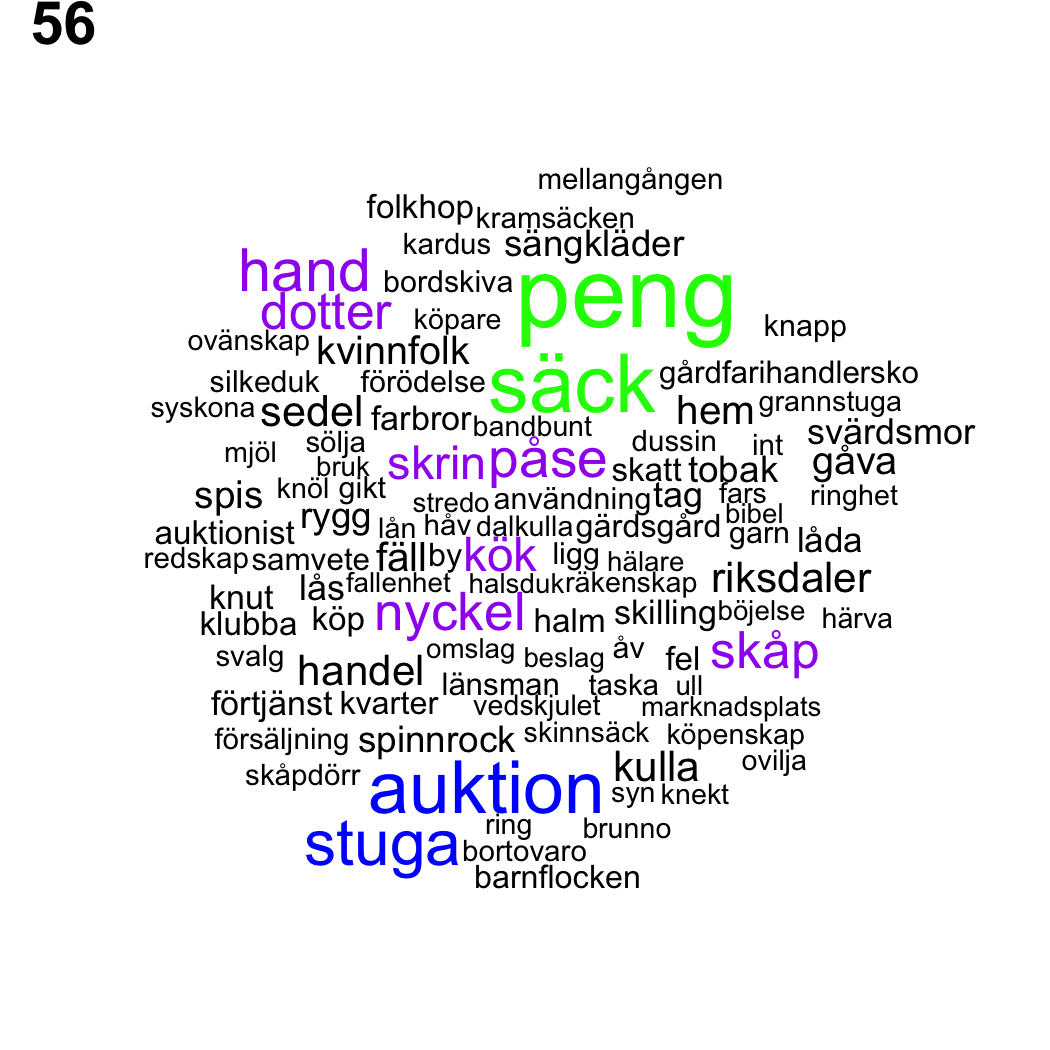 56
mellangången
folkhop kramsäcken
kardus sängkläder
hand bordskiva peng
dotter köpare knapp
ovänskap kvinnfolk
silkeduk förödelse säck gårdfarihandlersko
syskona sedel farbror bandbunt hem grannstuga
mjöl sölja dussin int svärdsmor
bruk skrin påse skatt tobak gåva
spis knöl gikt stredo användning tag fars ringhet
auktionist rygg lån håv dalkulla gärdsgård bibel garn låda
redskap samvete fäll by kök ligg hälare
knut lås fallenhet halsduk räkenskap riksdaler
klubba köp nyckel halm skilling böjelse härva
svalg omslag beslag åv fel skåp
handel länsman taska ull
förtjänst kvarter vedskjulet marknadsplats
försäljning spinnrock skinnsäck köpenskap
skåpdörr auktion kulla ovilja
syn knekt
stuga ring brunno
bortovaro
barnflocken